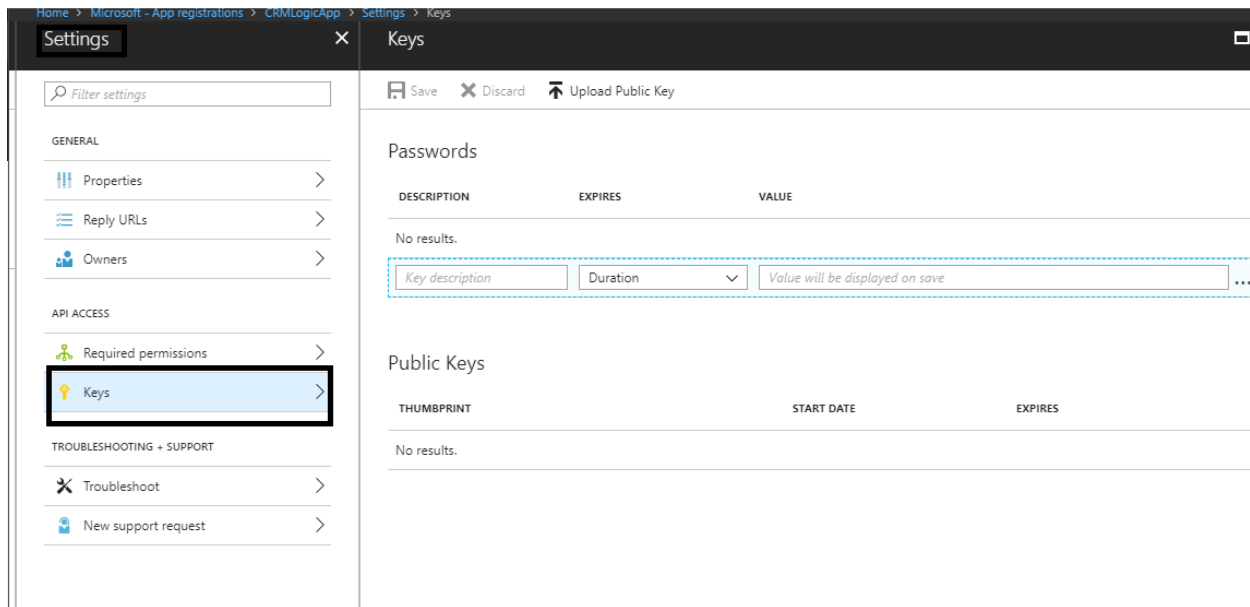 Home > Microsoft - App registrations > CRMLogicApp > Settings > Keys
Settings
Filter settings
GENERAL
Properties
Reply URLs
Owners
API ACCESS
Required permissions
Keys
TROUBLESHOOTING + SUPPORT
Troubleshoot
New support request
Keys
Save Discard Upload Public Key
Passwords
DESCRIPTION EXPIRES VALUE
No results.
Key description Duration Value will be displayed on save
Public Keys
THUMBPRINT START DATE EXPIRES
No results.